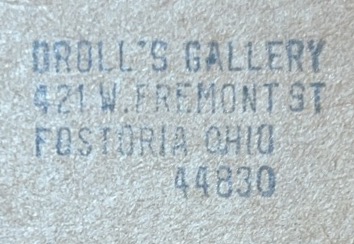 DROLL'S GALLERY
421 W. FREMONT ST
FOSTORIA OHIO
44830